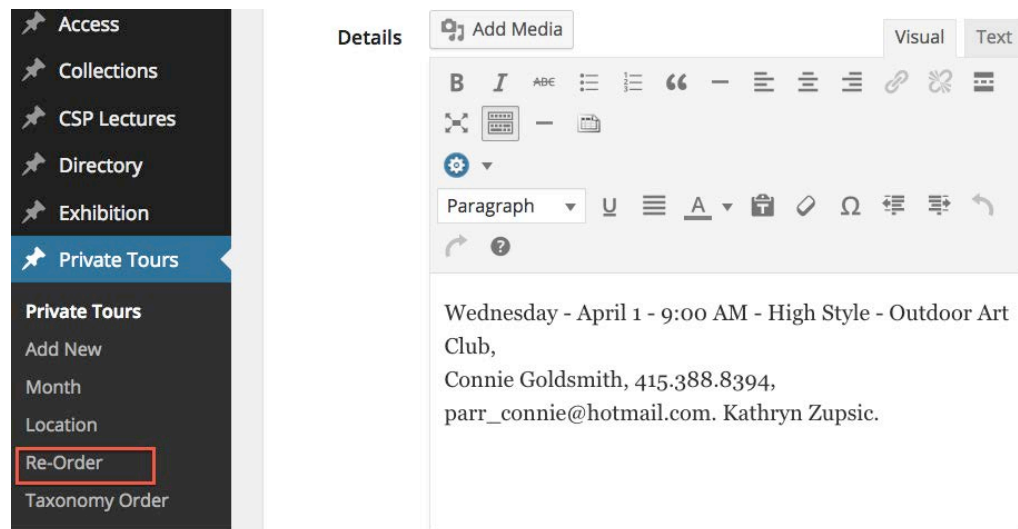 Access
Collections
CSP Lectures
Directory
Exhibition
Private Tours
Private Tours
Add New
Month
Location
Re-Order
Taxonomy Order
Details
Add Media
Visual
Text
B I ABC
Paragraph
U
A
T
Ω
Wednesday - April 1 - 9:00 AM - High Style - Outdoor Art
Club,
Connie Goldsmith, 415.388.8394,
parr_connie@hotmail.com. Kathryn Zupsic.